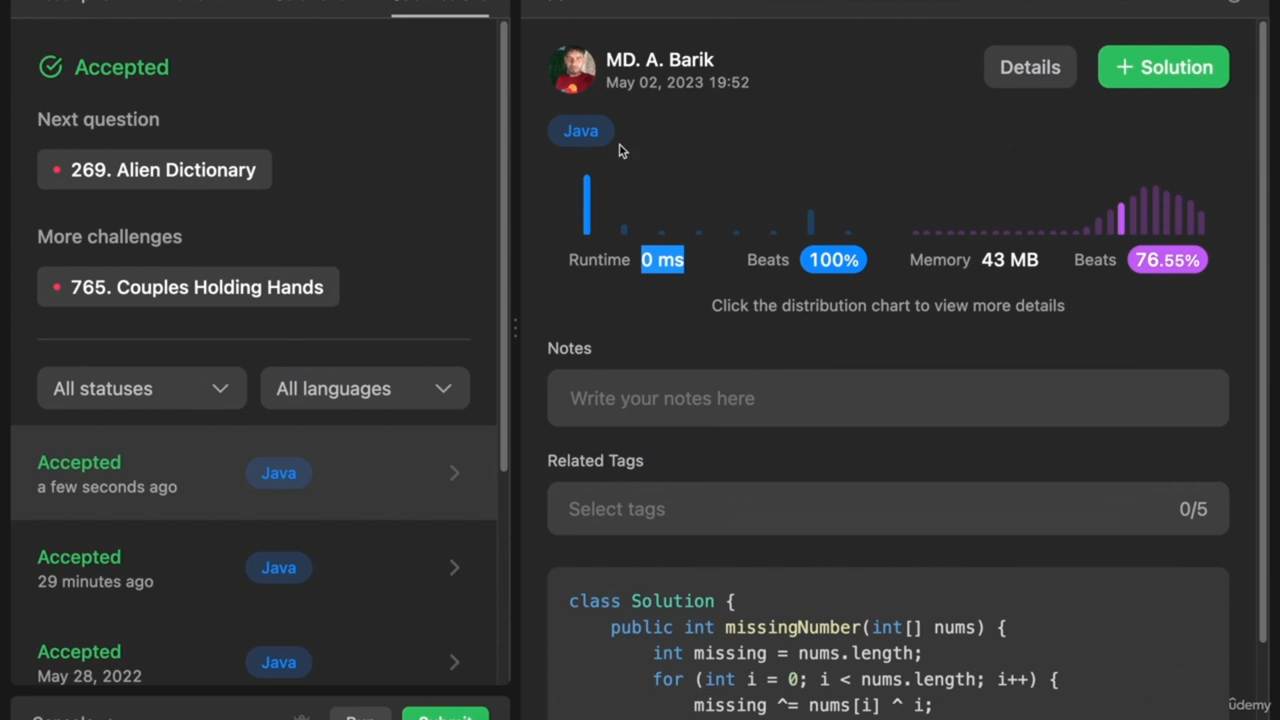 Accepted
Next question
269. Alien Dictionary
More challenges
765. Couples Holding Hands
All statuses
All languages
Accepted
Java
a few seconds ago
Accepted
Java
29 minutes ago
Accepted
Java
May 28, 2022
Run
Submit
MD. A. Barik
May 02, 2023 19:52
Details
+ Solution
Java
Runtime 0 ms
Beats 100%
Memory 43 MB
Beats 76.55%
Click the distribution chart to view more details
Notes
Write your notes here
Related Tags
Select tags
0/5
class Solution {
public int missingNumber(int[] nums) {
int missing = nums.length;
for (int i = 0; i < nums.length; i++) {
missing ^= nums[i] ^ i;
ûdemy